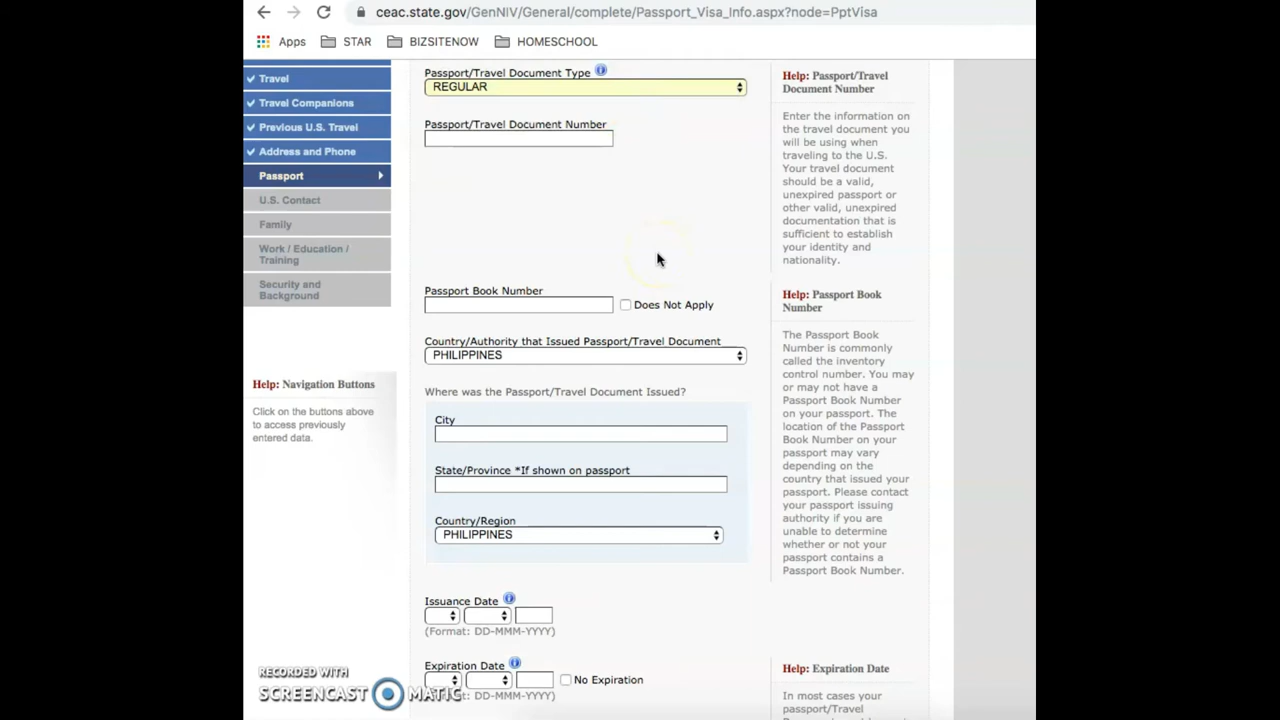 ceac.state.gov/GenNIV/General/complete/Passport_Visa_Info.aspx?node=PptVisa
Apps STAR BIZSITENOW HOMESCHOOL
Travel
Travel Companions
Previous U.S. Travel
Address and Phone
Passport
U.S. Contact
Family
Work / Education /
Training
Security and
Background
Help: Navigation Buttons
Click on the buttons above
to access previously
entered data.
Passport/Travel Document Type
REGULAR
Passport/Travel Document Number
Passport Book Number
Does Not Apply
Country/Authority that Issued Passport/Travel Document
PHILIPPINES
Where was the Passport/Travel Document Issued?
City
State/Province *If shown on passport
Country/Region
PHILIPPINES
Issuance Date
(Format: DD-MMM-YYYY)
Expiration Date
No Expiration
DD-MMM-YYYY)
Help: Passport/Travel
Document Number
Enter the information on
the travel document you
will be using when
traveling to the U.S.
Your travel document
should be a valid,
unexpired passport or
other valid, unexpired
documentation that is
sufficient to establish
your identity and
nationality.
Help: Passport Book
Number
The Passport Book
Number is commonly
called the inventory
control number. You may
or may not have a
Passport Book Number
on your passport. The
location of the Passport
Book Number on your
passport may vary
depending on the
country that issued your
passport. Please contact
your passport issuing
authority if you are
unable to determine
whether or not your
passport contains a
Passport Book Number.
Help: Expiration Date
In most cases your
passport/Travel
RECORDED WITH
SCREENCAST MATIC